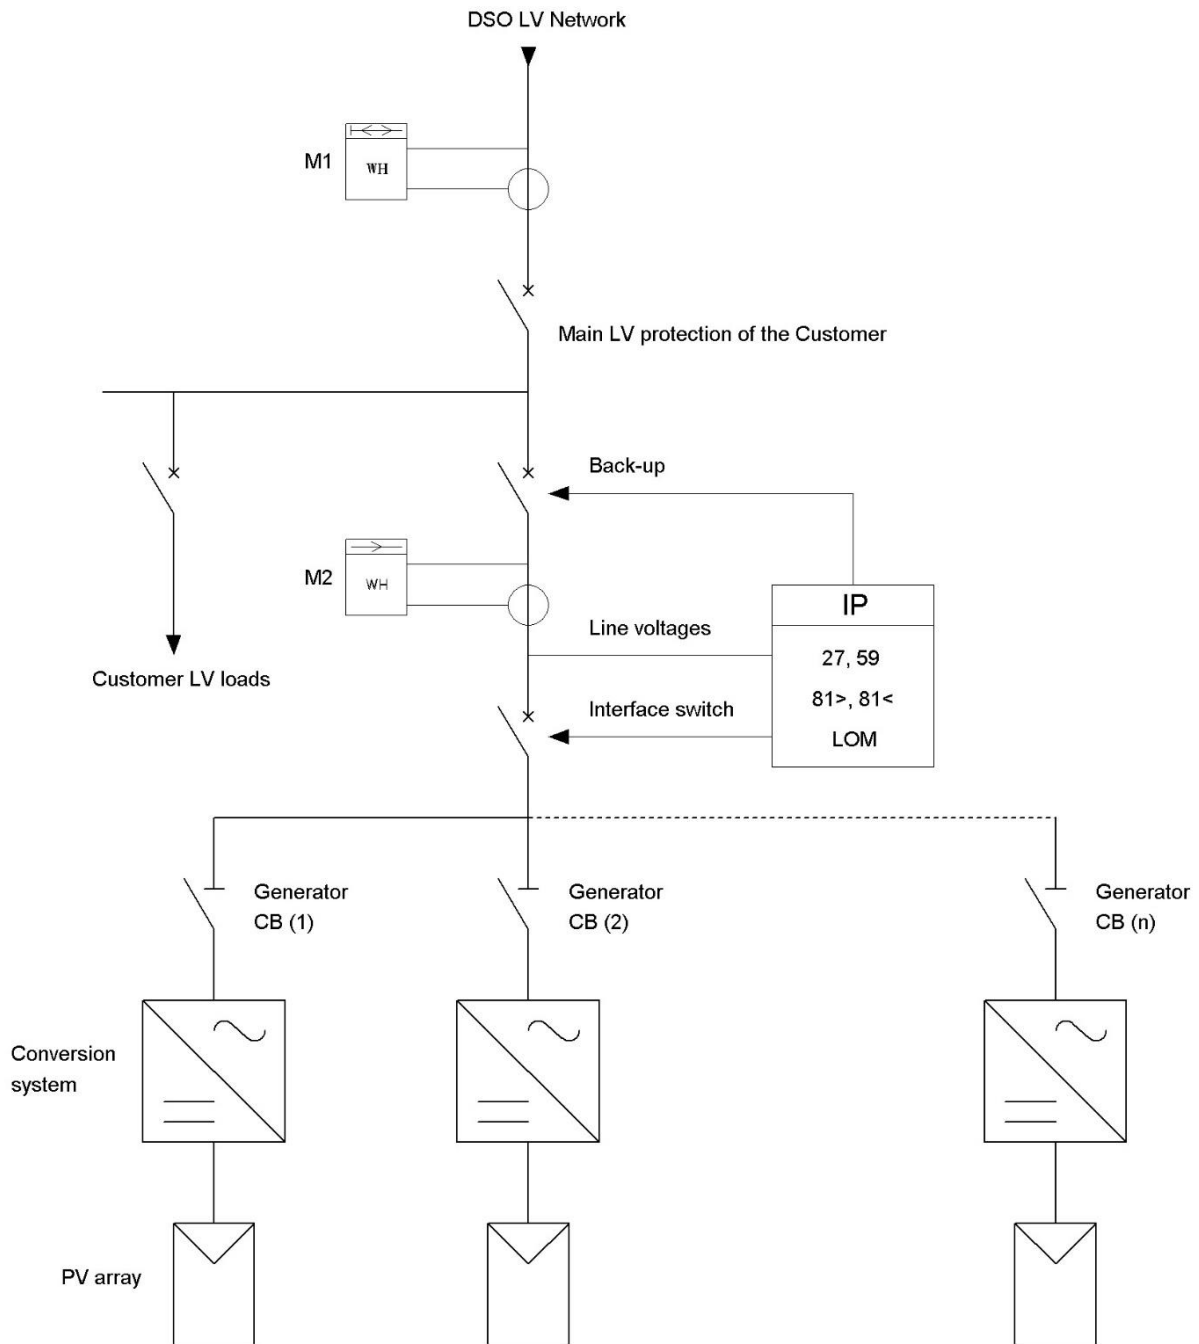 DSO LV Network
M1
WH
Main LV protection of the Customer
Back-up
M2
WH
IP
Line voltages
27, 59
Customer LV loads
81>, 81<
Interface switch
LOM
Generator
CB (1)
Generator
CB (2)
Generator
CB (n)
Conversion
system
PV array